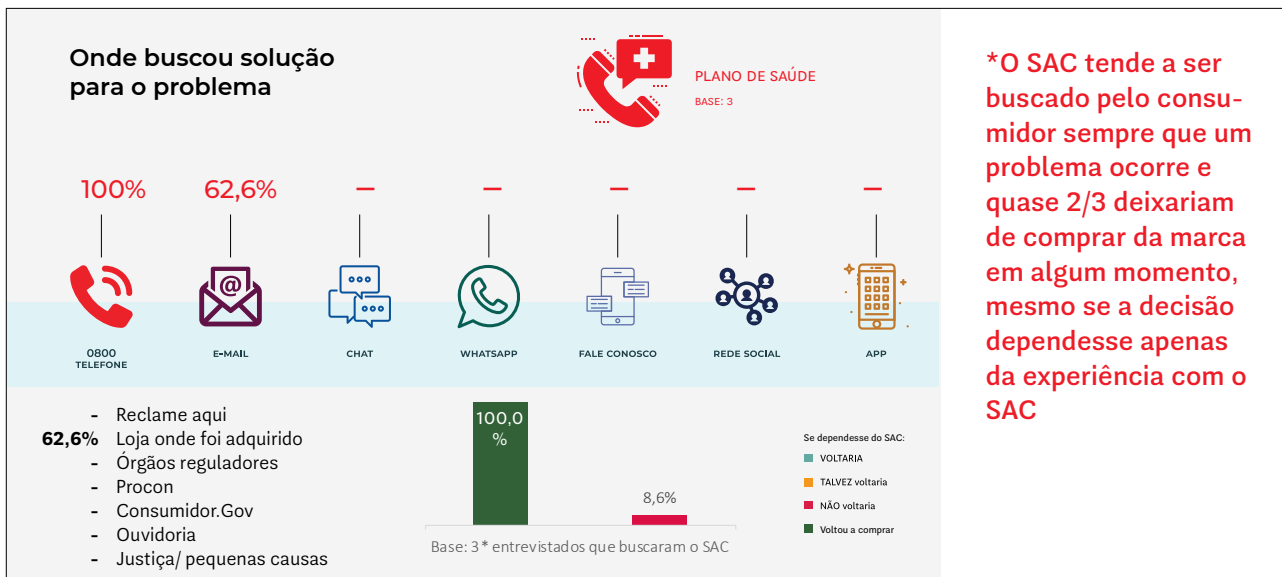 Onde buscou solução
para o problema
PLANO DE SAÚDE
BASE: 3
100% 62,6% – – – – –
@
0800
TELEFONE
E-MAIL
CHAT
WHATSAPP
FALE CONOSCO
REDE SOCIAL
APP
- Reclame aqui
62,6% Loja onde foi adquirido
- Órgãos reguladores
- Procon
- Consumidor.Gov
- Ouvidoria
- Justiça/ pequenas causas
100,0
%
8,6%
Base: 3* entrevistados que buscaram o SAC
Se dependesse do SAC:
VOLTARIA
TALVEZ voltaria
NÃO voltaria
Voltou a comprar
*O SAC tende a ser
buscado pelo consu-
midor sempre que um
problema ocorre e
quase 2/3 deixariam
de comprar da marca
em algum momento,
mesmo se a decisão
dependesse apenas
da experiência com o
SAC